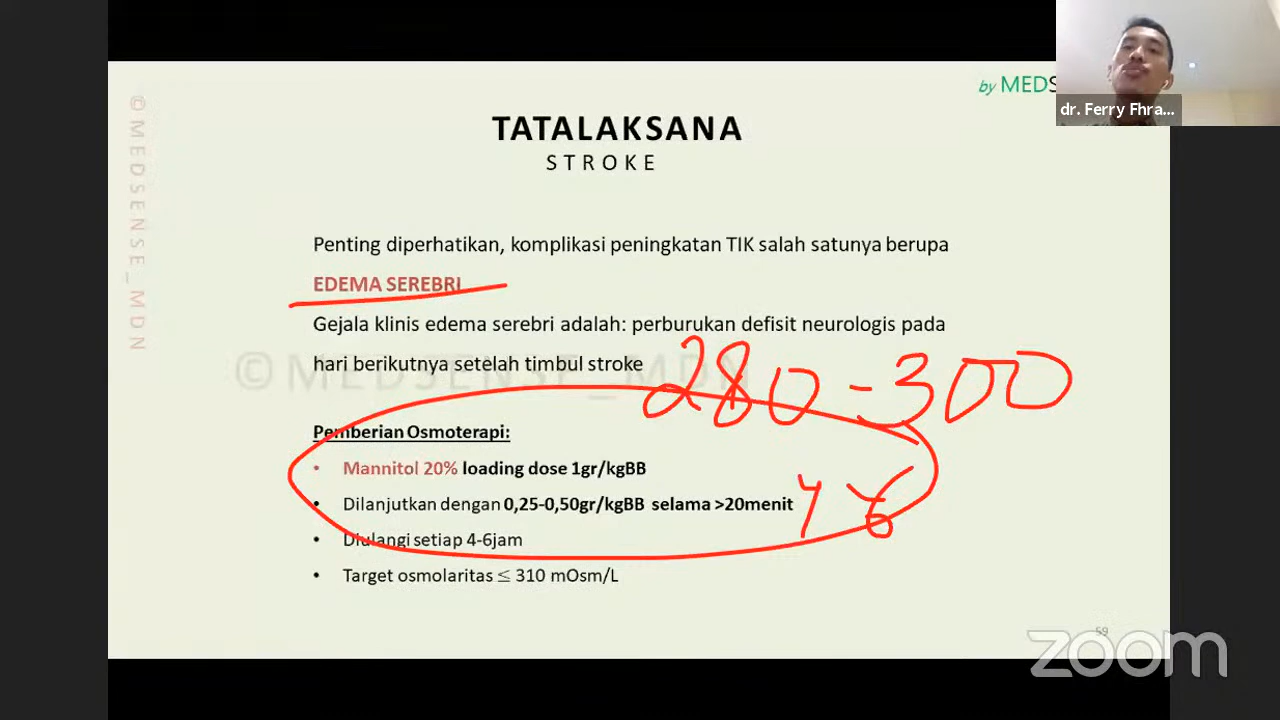 by MEDS
dr. Ferry Fhra...
©MEDSENSE_MDN
TATALAKSANA
STROKE
Penting diperhatikan, komplikasi peningkatan TIK salah satunya berupa
EDEMA SEREBRI
Gejala klinis edema serebri adalah: perburukan defisit neurologis pada
hari berikutnya setelah timbul stroke
©MEDSENSE_MDN
280-300
Pemberian Osmoterapi:
• Mannitol 20% loading dose 1gr/kgBB
• Dilanjutkan dengan 0,25-0,50gr/kgBB selama >20menit
• Diulangi setiap 4-6jam
• Target osmolaritas ≤ 310 mOsm/L
59
zoom